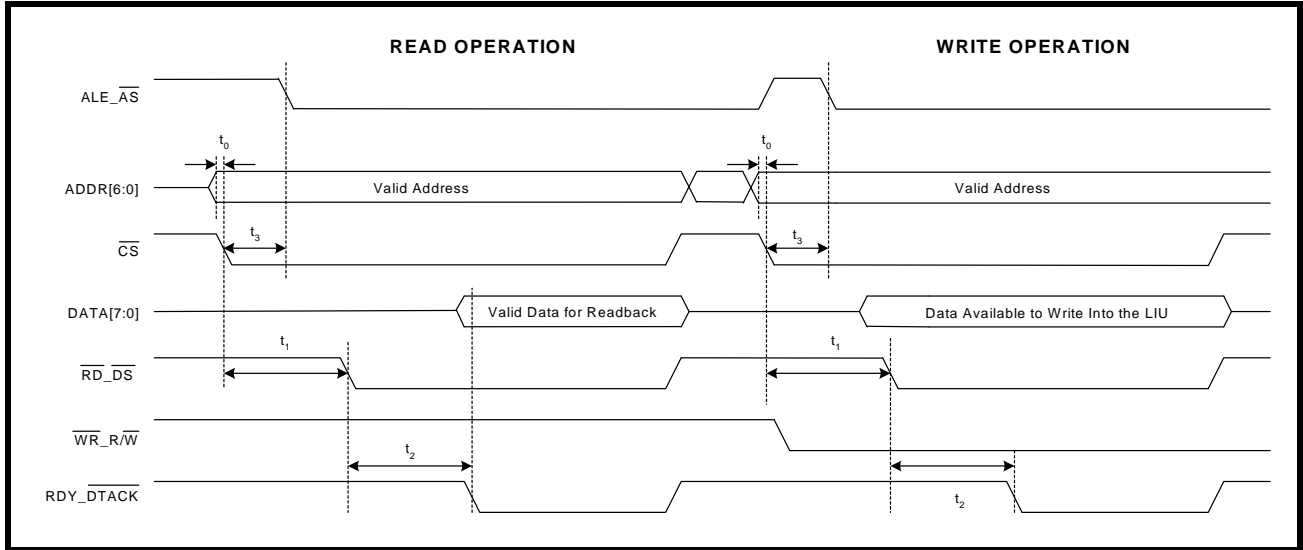 READ OPERATION WRITE OPERATION
ALE_AS
t0 t0
ADDR[6:0] Valid Address Valid Address
CS t3 t3
DATA[7:0] Valid Data for Readback Data Available to Write Into the LIU
t1 t1
RD_DS
WR_R/W
t2
RDY_DTACK
t2